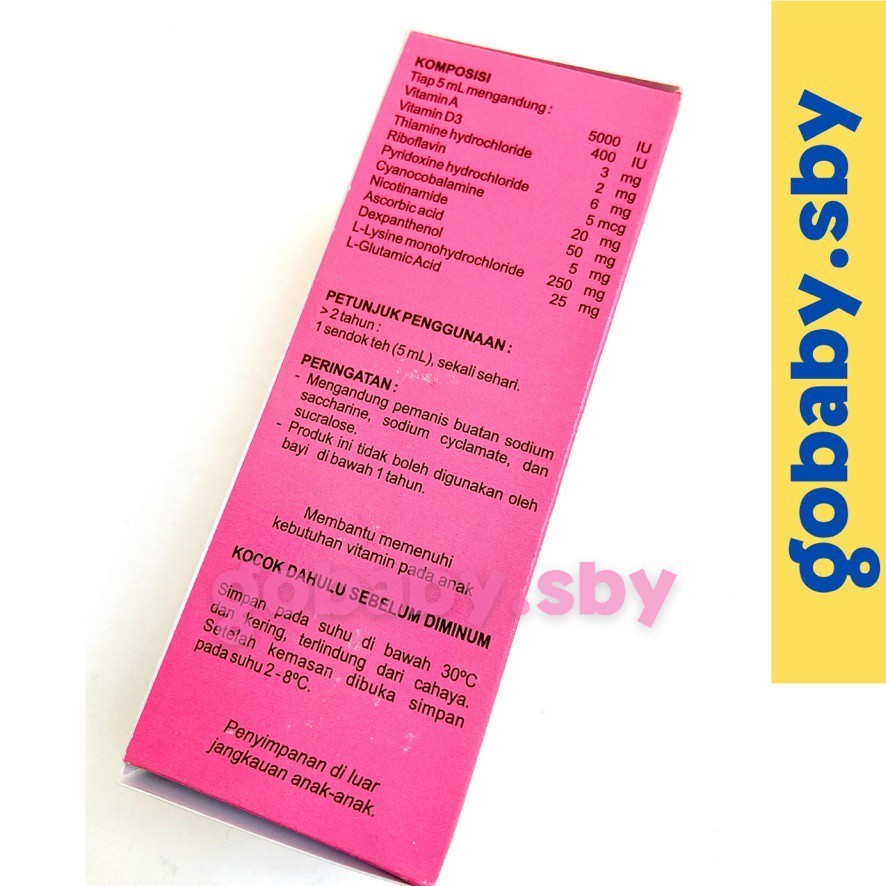 KOMPOSISI
Tiap 5 mL mengandung :
Vitamin A 5000 IU
Vitamin D3 400 IU
Thiamine hydrochloride 3 mg
Riboflavin 2 mg
Pyridoxine hydrochloride 6 mg
Cyanocobalamine 5 mcg
Nicotinamide 20 mg
Ascorbic acid 50 mg
Dexpanthenol 5 mg
L-Lysine monohydrochloride 250 mg
L-Glutamic Acid 25 mg
PETUNJUK PENGGUNAAN :
> 2 tahun :
1 sendok teh (5 mL), sekali sehari.
PERINGATAN :
- Mengandung pemanis buatan sodium
saccharine, sodium cyclamate, dan
sucralose.
- Produk ini tidak boleh digunakan oleh
bayi di bawah 1 tahun.
Membantu memenuhi
kebutuhan vitamin pada anak
KOCOK DAHULU SEBELUM DIMINUM
Simpan pada suhu di bawah 30ºC
dan kering, terlindung dari cahaya.
Setelah kemasan dibuka simpan
pada suhu 2 - 8ºC.
Penyimpanan di luar
jangkauan anak-anak.
gobaby.sby
gobaby.sby